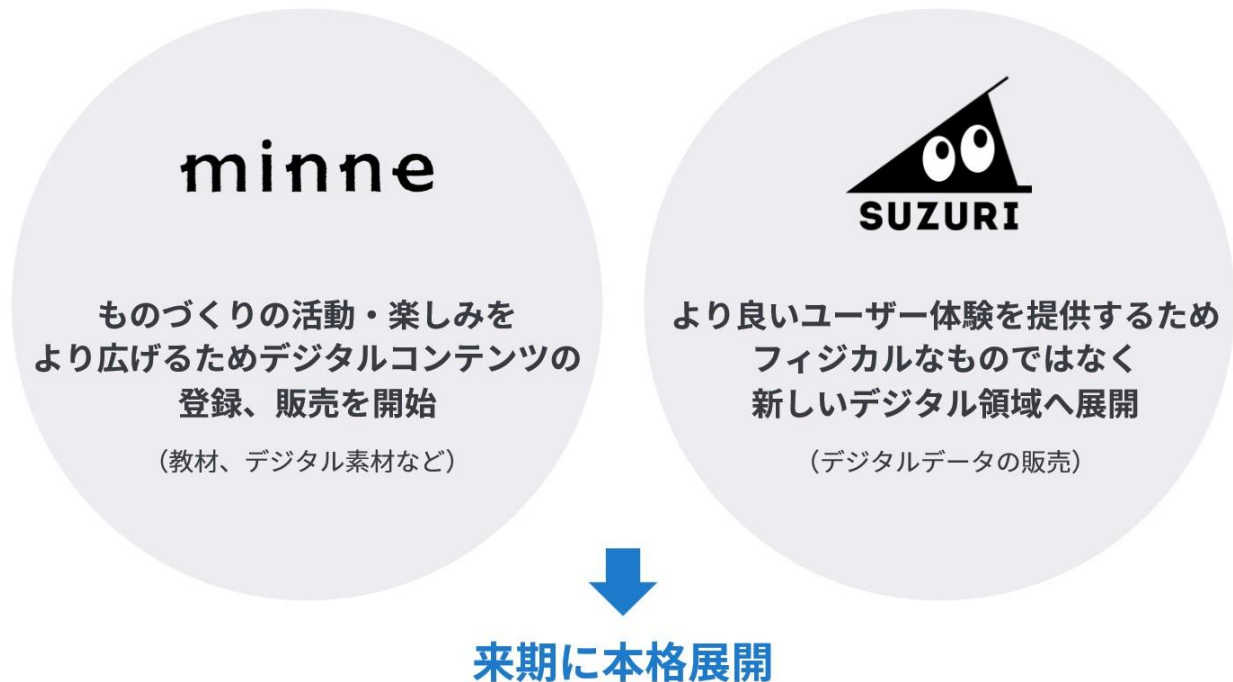 minne
ものづくりの活動・楽しみを
より広げるためデジタルコンテンツの
登録、販売を開始
（教材、デジタル素材など）
SUZURI
より良いユーザー体験を提供するため
フィジカルなものではなく
新しいデジタル領域へ展開
（デジタルデータの販売）
来期に本格展開